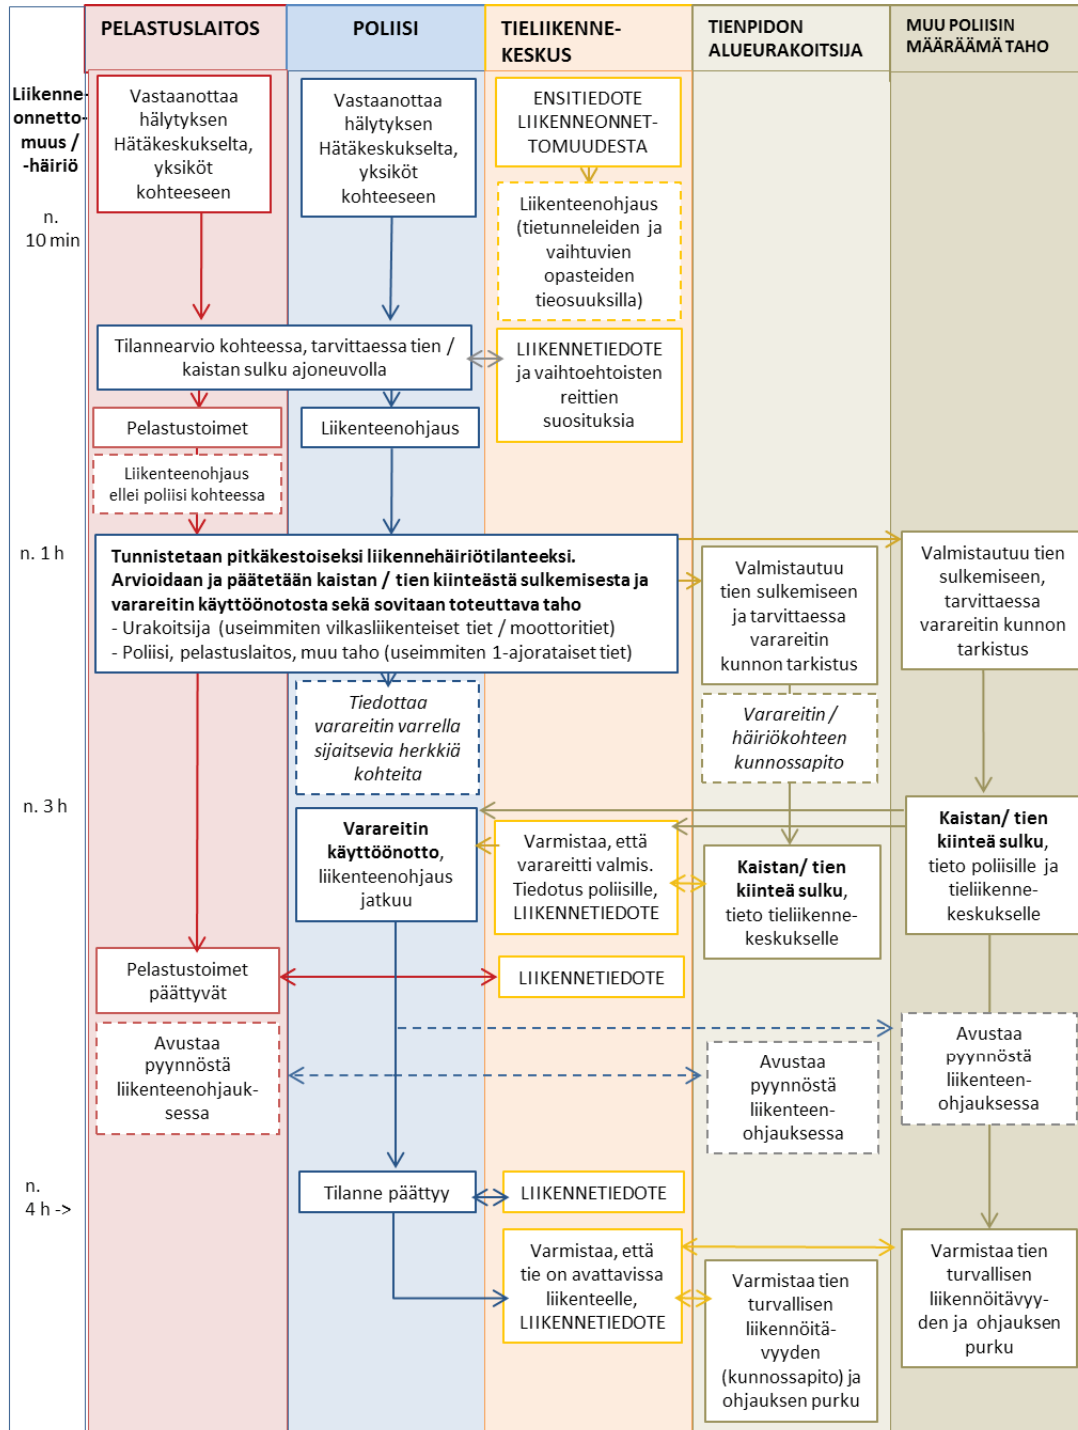 PELASTUSLAITOS
POLIISI
TIELIIKENNE-
KESKUS
TIENPIDON
ALUEURAKOITSIJA
MUU POLIISIN
MÄÄRÄÄMÄ TAHO
Liikenne-
onnetto-
muus /
-häiriö
Vastaanottaa
hälytyksen
Hätäkeskukselta,
yksiköt
kohteeseen
Vastaanottaa
hälytyksen
Hätäkeskukselta,
yksiköt
kohteeseen
ENSITIEDOTE
LIIKENNEONNET-
TOMUUDESTA
n.
10 min
Liikenteenohjaus
(tietunneleiden ja
vaihtuvien
opasteiden
tieosuuksilla)
Tilannearvio kohteessa, tarvittaessa tien /
kaistan sulku ajoneuvolla
LIIKENNETIEDOTE
ja vaihtoehtoisten
reittien
suosituksia
Pelastustoimet
Liikenteenohjaus
Liikenteenohjaus
ellei poliisi kohteessa
n. 1 h
Tunnistetaan pitkäkestoiseksi liikennehäiriötilanteeksi.
Arvioidaan ja päätetään kaistan / tien kiinteästä sulkemisesta ja
varareitin käyttöönotosta sekä sovitaan toteuttava taho
- Urakoitsija (useimmiten vilkasliikenteiset tiet / moottoritiet)
- Poliisi, pelastuslaitos, muu taho (useimmiten 1-ajorataiset tiet)
Valmistautuu
tien sulkemiseen
ja tarvittaessa
varareitin
kunnon tarkistus
Valmistautuu tien
sulkemiseen,
tarvittaessa
varareitin kunnon
tarkistus
Tiedottaa
varareitin varrella
sijaitsevia herkkiä
kohteita
Varareitin /
häiriökohteen
kunnossapito
n. 3 h
Varareitin
käyttöönotto,
liikenteenohjaus
jatkuu
Varmistaa, että
varareitti valmis.
Tiedotus poliisille,
LIIKENNETIEDOTE
Kaistan/ tien
kiinteä sulku,
tieto tieliikenne-
keskukselle
Kaistan/ tien
kiinteä sulku,
tieto poliisille ja
tieliikenne-
keskukselle
Pelastustoimet
päättyvät
LIIKENNETIEDOTE
Avustaa
pyynnöstä
liikenteenohjauk-
sessa
Avustaa
pyynnöstä
liikenteen-
ohjauksessa
Avustaa
pyynnöstä
liikenteen-
ohjauksessa
n.
4 h ->
Tilanne päättyy
LIIKENNETIEDOTE
Varmistaa, että
tie on avattavissa
liikenteelle,
LIIKENNETIEDOTE
Varmistaa tien
turvallisen
liikennöitä-
vyyden
(kunnossapito) ja
ohjauksen purku
Varmistaa tien
turvallisen
liikennöitävyy-
den ja ohjauksen
purku